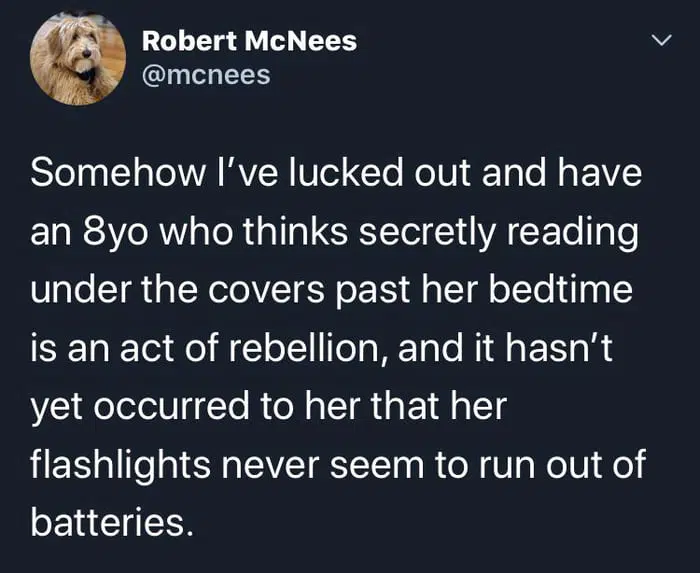 Robert McNees
@mcnees
Somehow I’ve lucked out and have
an 8yo who thinks secretly reading
under the covers past her bedtime
is an act of rebellion, and it hasn’t
yet occurred to her that her
flashlights never seem to run out of
batteries.